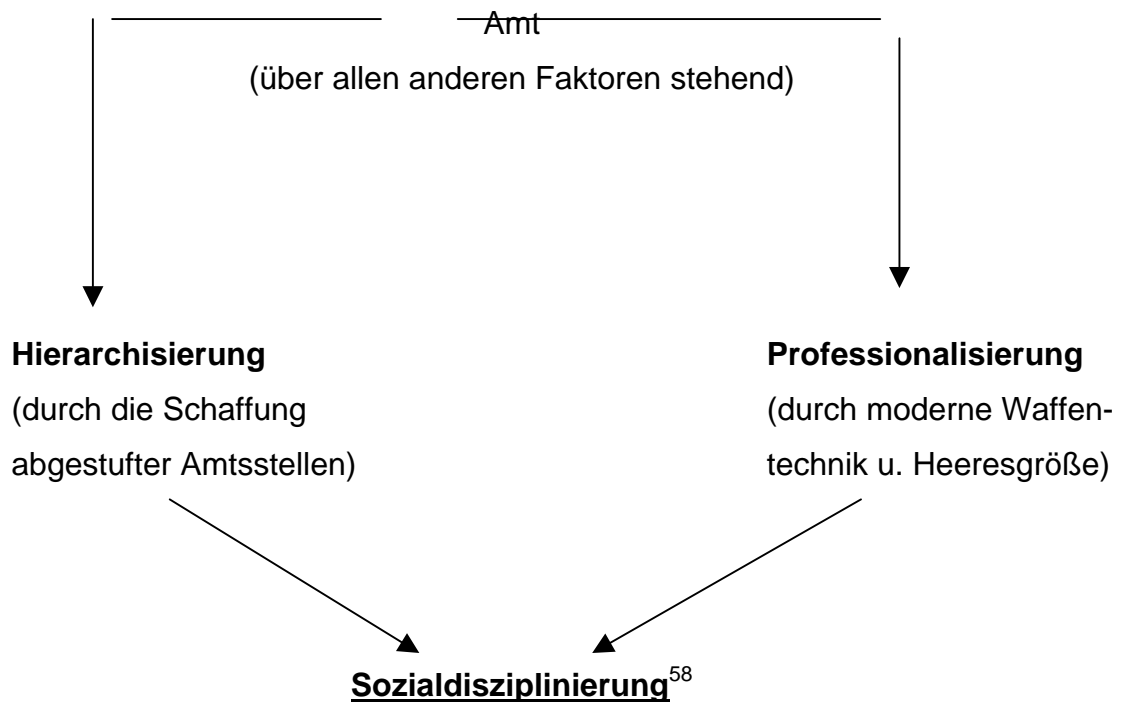 Amt
(über allen anderen Faktoren stehend)
Hierarchisierung
(durch die Schaffung
abgestufter Amtsstellen)
Professionalisierung
(durch moderne Waffen-
technik u. Heeresgröße)
Sozialdisziplinierung58